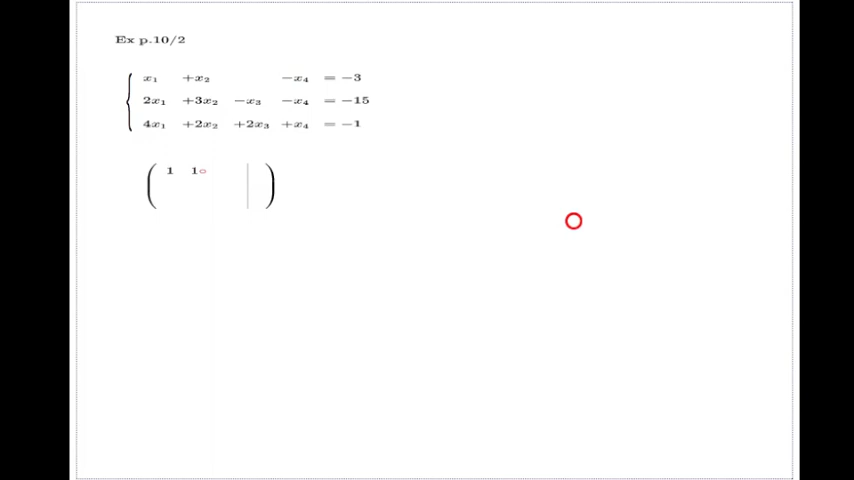 Ex p.10/2
x₁ +x₂ −x₄ = −3
2x₁ +3x₂ −x₃ −x₄ = −15
4x₁ +2x₂ +2x₃ +x₄ = −1
( 1 1 | )